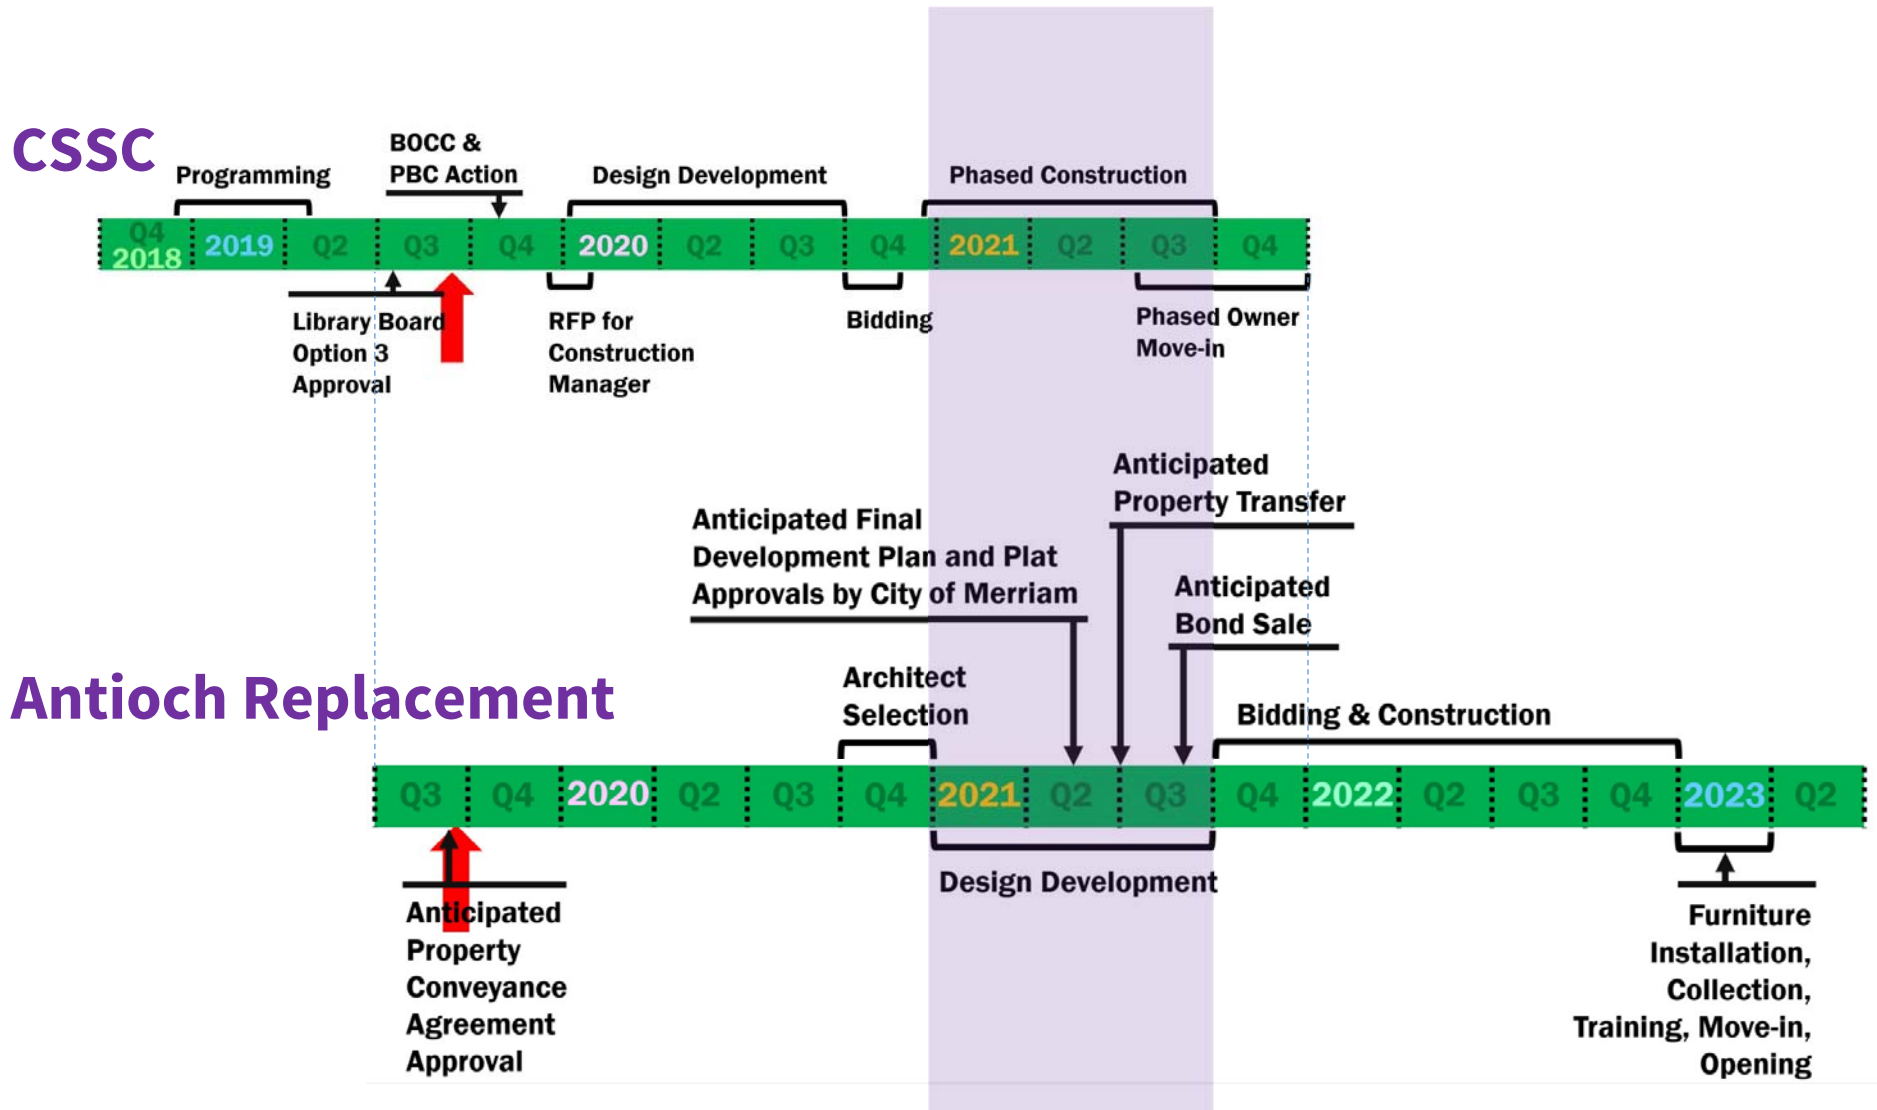 CSSC
Programming
BOCC &
PBC Action
Design Development
Phased Construction
Q4
2018
2019
Q2
Q3
Q4
2020
Q2
Q3
Q4
2021
Q2
Q3
Q4
Library Board
Option 3
Approval
RFP for
Construction
Manager
Bidding
Phased Owner
Move-in
Anticipated
Property Transfer
Anticipated Final
Development Plan and Plat
Approvals by City of Merriam
Anticipated
Bond Sale
Antioch Replacement
Architect
Selection
Bidding & Construction
Q3
Q4
2020
Q2
Q3
Q4
2021
Q2
Q3
Q4
2022
Q2
Q3
Q4
2023
Q2
Design Development
Anticipated
Property
Conveyance
Agreement
Approval
Furniture
Installation,
Collection,
Training, Move-in,
Opening